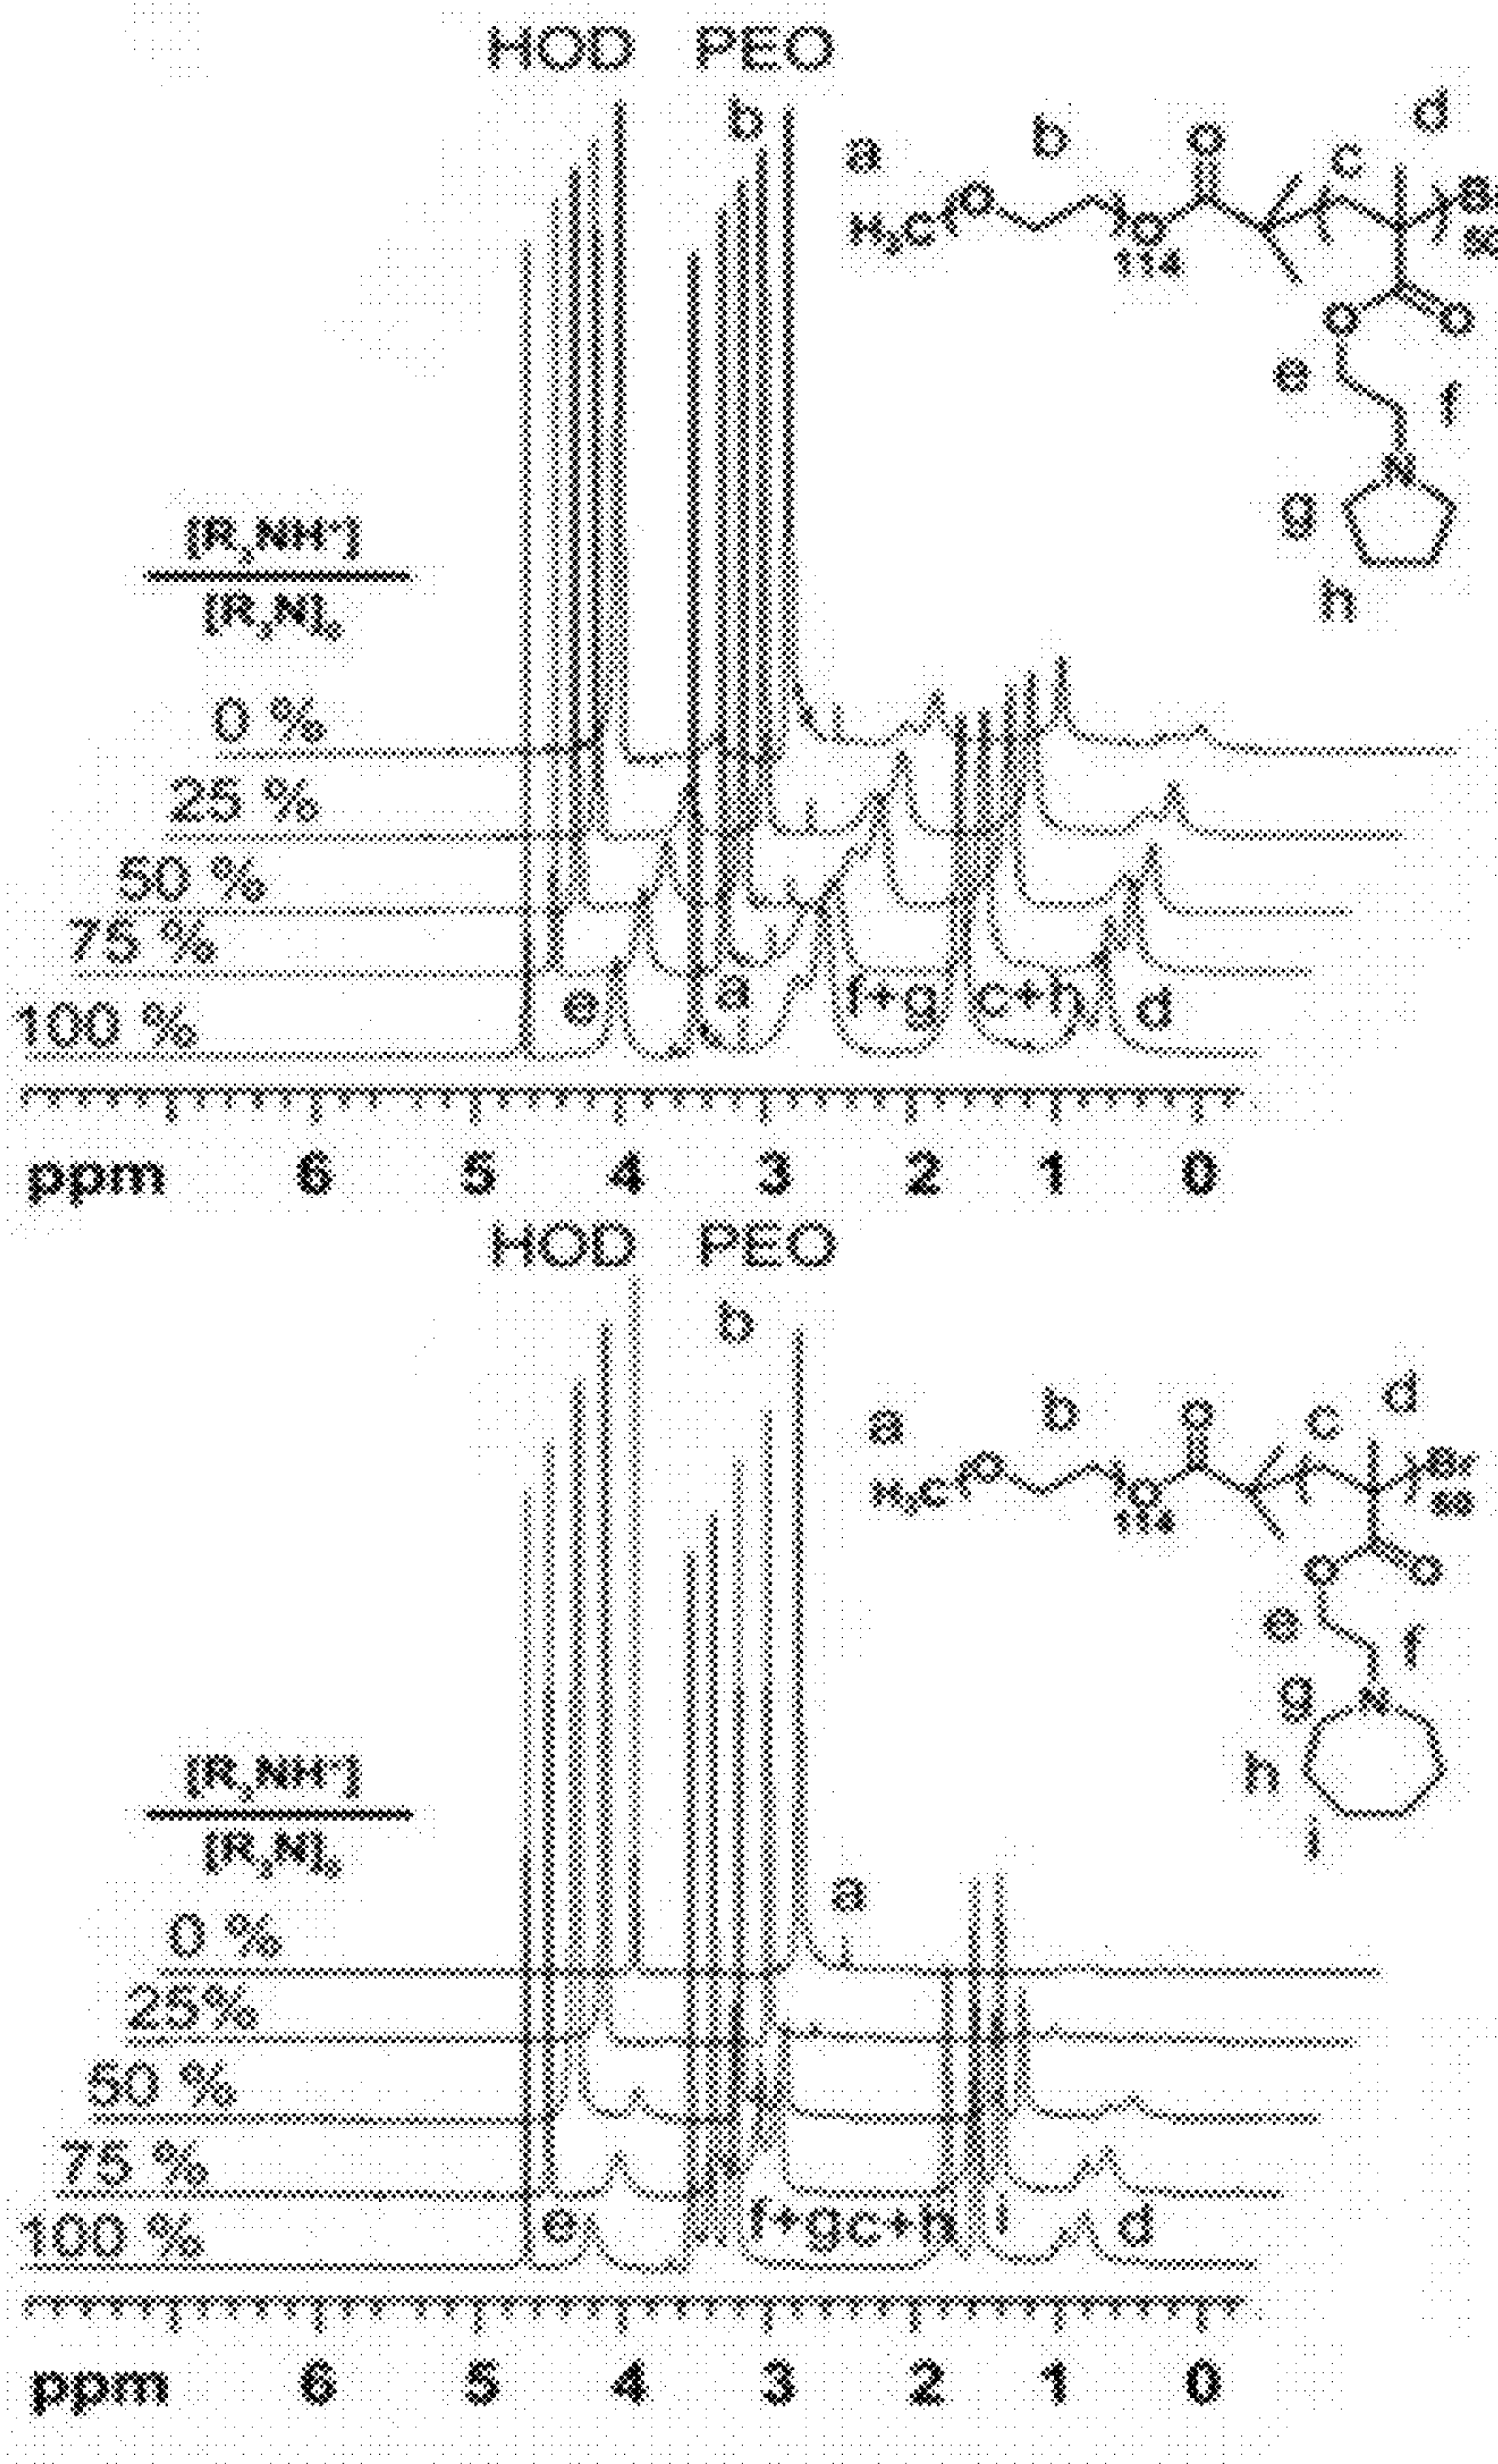 HOD PEO
b
a b O c d
H₃C O O
114
O O
e f
N
g
h
[R₃NH⁺]
[R₃N]₀
0 %
25 %
50 %
75 %
100 %
e a f+g c+h d
ppm 6 5 4 3 2 1 0
HOD PEO
b
a b O c d
H₃C O O Br
114
O O
e f
g N
h
i
[R₃NH⁺]
[R₃N]₀
a
0 %
25%
50 %
75 %
100 %
e f+g c+h i d
ppm 6 5 4 3 2 1 0